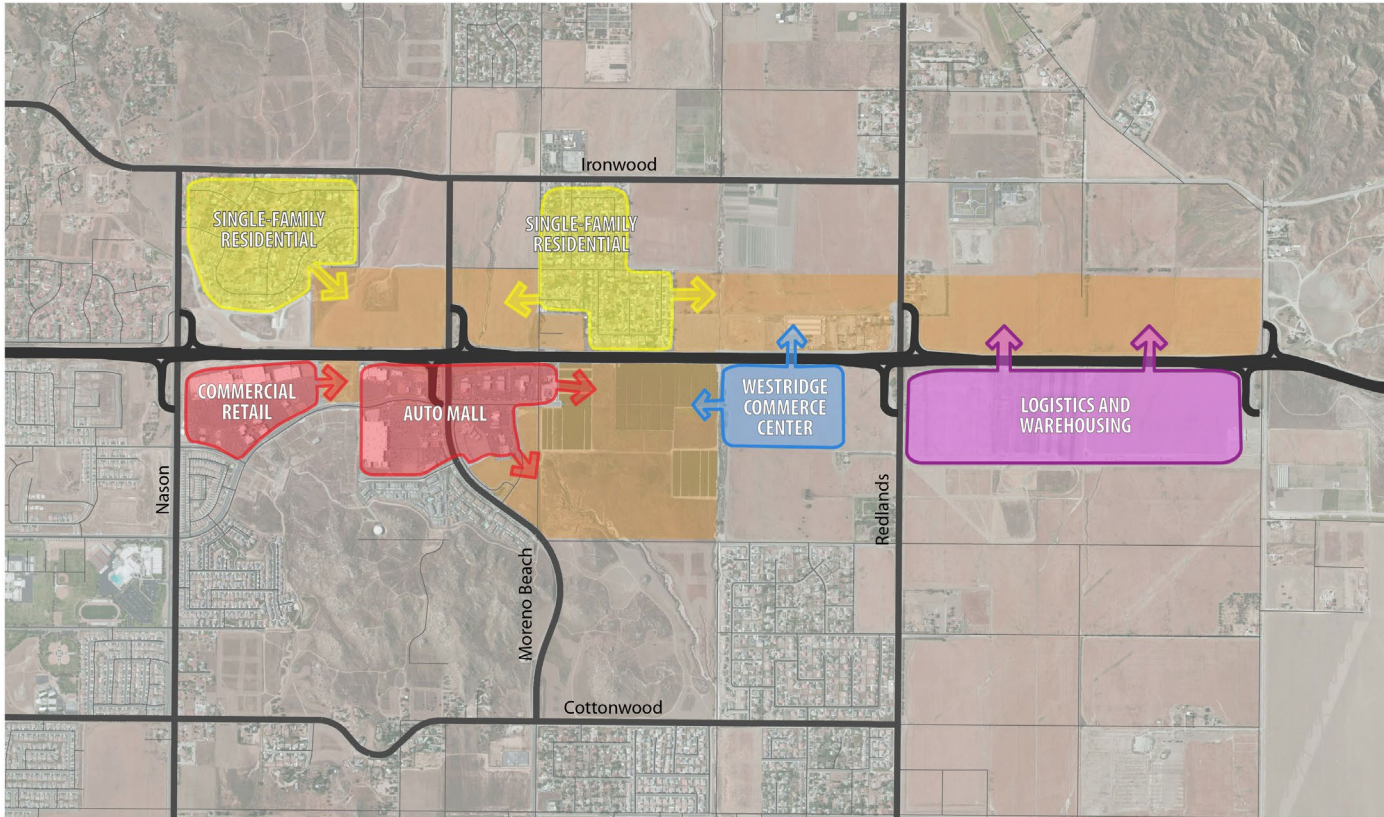 Ironwood
SINGLE-FAMILY
RESIDENTIAL
SINGLE-FAMILY
RESIDENTIAL
COMMERCIAL
RETAIL
AUTO MALL
WESTRIDGE
COMMERCE
CENTER
LOGISTICS AND
WAREHOUSING
Nason
Moreno Beach
Redlands
Cottonwood